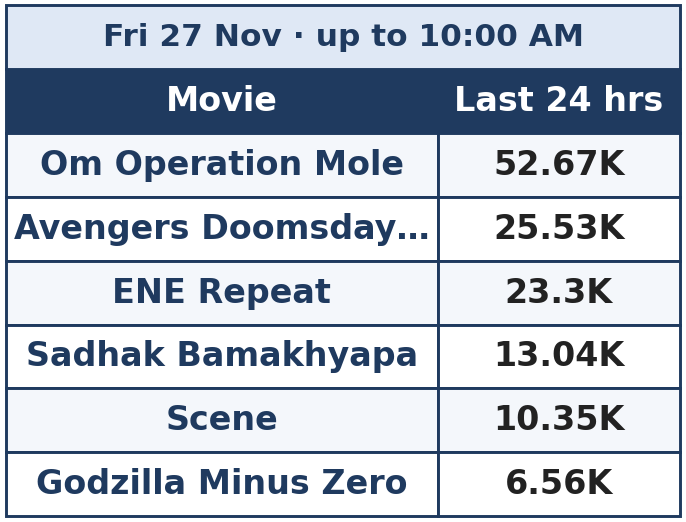 Fri 27 Nov · up to 10:00 AM
Movie Last 24 hrs
Om Operation Mole 52.67K
Avengers Doomsday... 25.53K
ENE Repeat 23.3K
Sadhak Bamakhyapa 13.04K
Scene 10.35K
Godzilla Minus Zero 6.56K